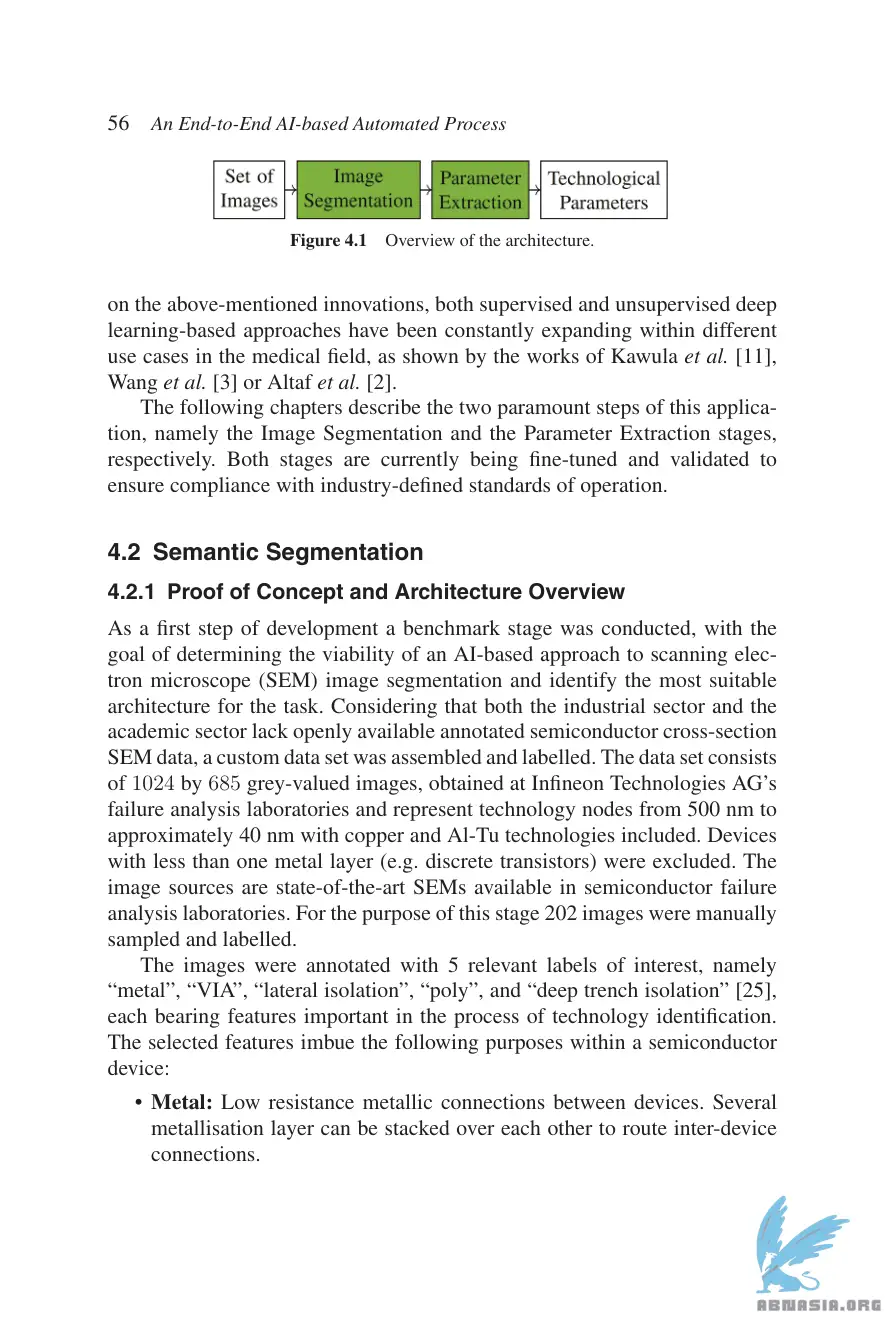 56 An End-to-End AI-based Automated Process
Set of
Images
Image
Segmentation
Parameter
Extraction
Technological
Parameters
Figure 4.1 Overview of the architecture.
on the above-mentioned innovations, both supervised and unsupervised deep
learning-based approaches have been constantly expanding within different
use cases in the medical field, as shown by the works of Kawula et al. [11],
Wang et al. [3] or Altaf et al. [2].
The following chapters describe the two paramount steps of this applica-
tion, namely the Image Segmentation and the Parameter Extraction stages,
respectively. Both stages are currently being fine-tuned and validated to
ensure compliance with industry-defined standards of operation.
4.2 Semantic Segmentation
4.2.1 Proof of Concept and Architecture Overview
As a first step of development a benchmark stage was conducted, with the
goal of determining the viability of an AI-based approach to scanning elec-
tron microscope (SEM) image segmentation and identify the most suitable
architecture for the task. Considering that both the industrial sector and the
academic sector lack openly available annotated semiconductor cross-section
SEM data, a custom data set was assembled and labelled. The data set consists
of 1024 by 685 grey-valued images, obtained at Infineon Technologies AG's
failure analysis laboratories and represent technology nodes from 500 nm to
approximately 40 nm with copper and Al-Tu technologies included. Devices
with less than one metal layer (e.g. discrete transistors) were excluded. The
image sources are state-of-the-art SEMs available in semiconductor failure
analysis laboratories. For the purpose of this stage 202 images were manually
sampled and labelled.
The images were annotated with 5 relevant labels of interest, namely
“metal”, “VIA”, “lateral isolation”, “poly”, and “deep trench isolation” [25],
each bearing features important in the process of technology identification.
The selected features imbue the following purposes within a semiconductor
device:
• Metal: Low resistance metallic connections between devices. Several
metallisation layer can be stacked over each other to route inter-device
connections.
ABNASIA.ORG